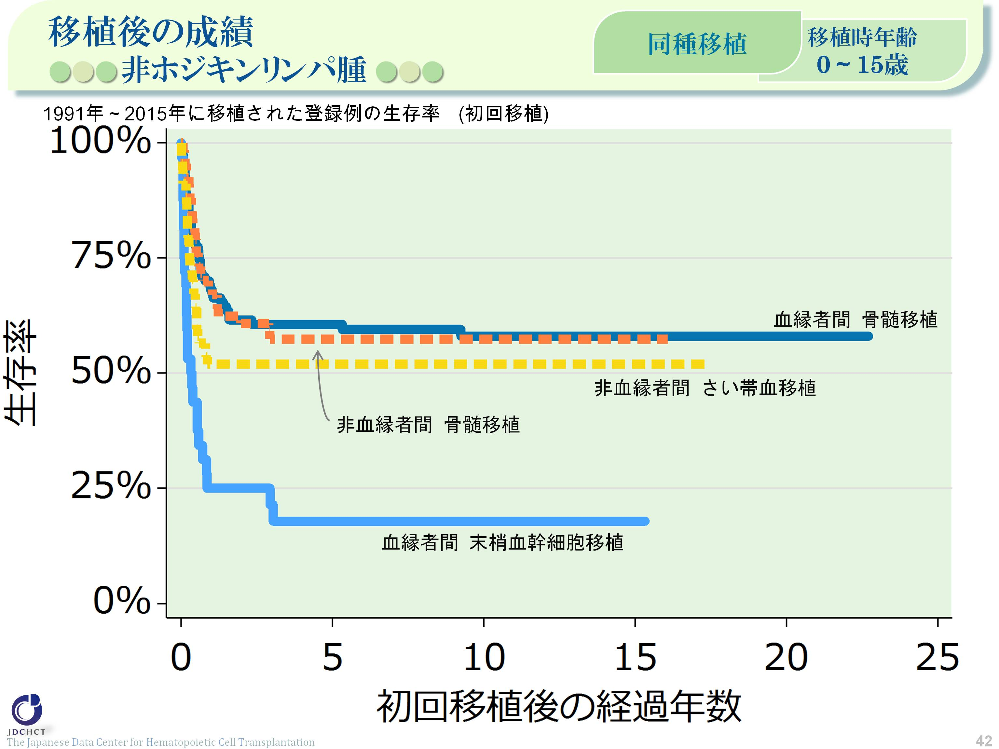 移植後の成績
非ホジキンリンパ腫
同種移植
移植時年齢
0 ~ 15歳
1991年 ~ 2015年に移植された登録例の生存率 (初回移植)
100%
75%
50%
25%
0%
生存率
血縁者間 骨髄移植
非血縁者間 さい帯血移植
非血縁者間 骨髄移植
血縁者間 末梢血幹細胞移植
0 5 10 15 20 25
初回移植後の経過年数
JDCHCT
The Japanese Data Center for Hematopoietic Cell Transplantation
42